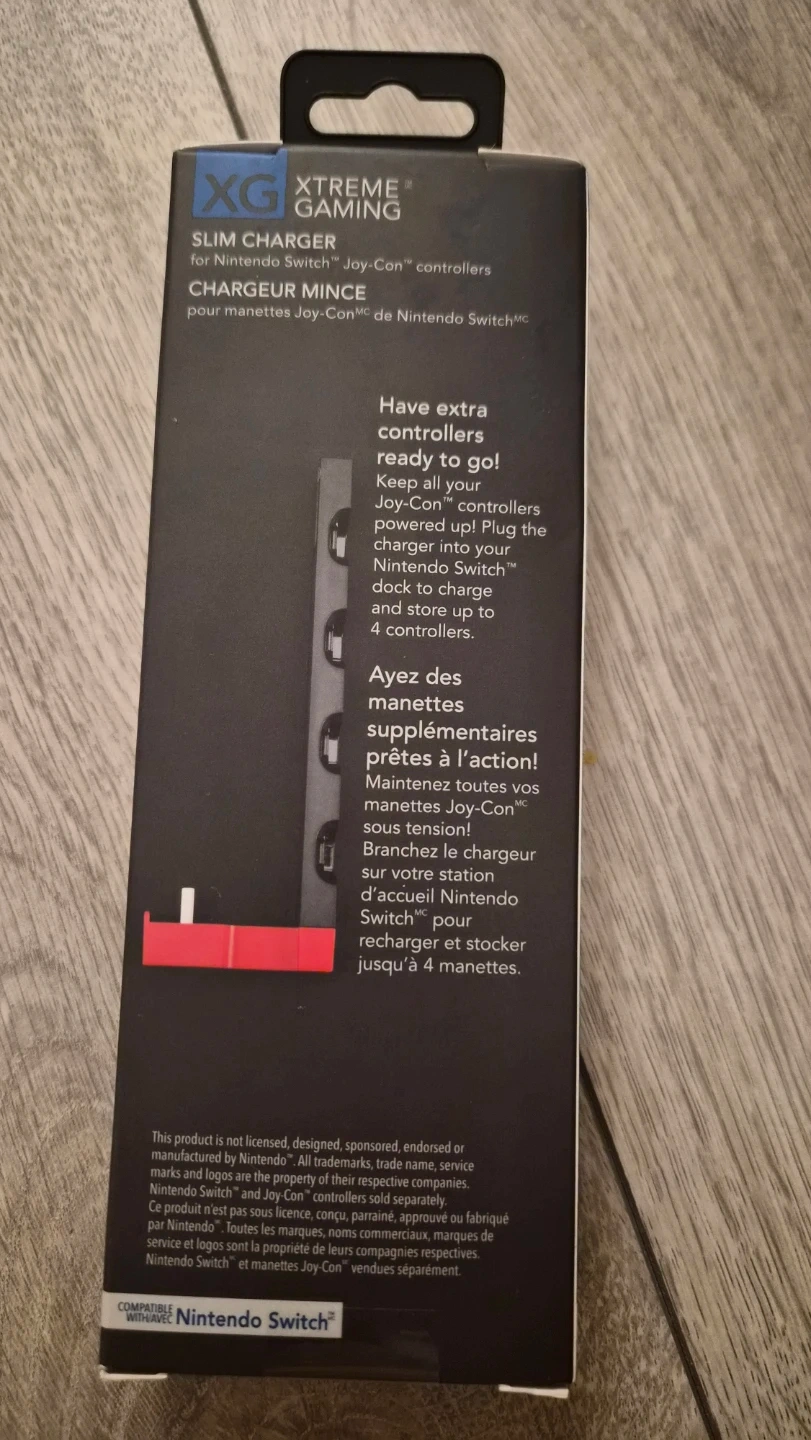 XG XTREME™
GAMING
SLIM CHARGER
for Nintendo Switch™ Joy-Con™ controllers
CHARGEUR MINCE
pour manettes Joy-Conᴹᶜ de Nintendo Switchᴹᶜ
Have extra
controllers
ready to go!
Keep all your
Joy-Con™ controllers
powered up! Plug the
charger into your
Nintendo Switch™
dock to charge
and store up to
4 controllers.
Ayez des
manettes
supplémentaires
prêtes à l'action!
Maintenez toutes vos
manettes Joy-Conᴹᶜ
sous tension!
Branchez le chargeur
sur votre station
d'accueil Nintendo
Switchᴹᶜ pour
recharger et stocker
jusqu'à 4 manettes.
This product is not licensed, designed, sponsored, endorsed or
manufactured by Nintendo™. All trademarks, trade name, service
marks and logos are the property of their respective companies.
Nintendo Switch™ and Joy-Con™ controllers sold separately.
Ce produit n'est pas sous licence, conçu, parrainé, approuvé ou fabriqué
par Nintendo™. Toutes les marques, noms commerciaux, marques de
service et logos sont la propriété de leurs compagnies respectives.
Nintendo Switch™ et manettes Joy-Con™ vendues séparément.
COMPATIBLE
WITH/AVEC Nintendo Switch™